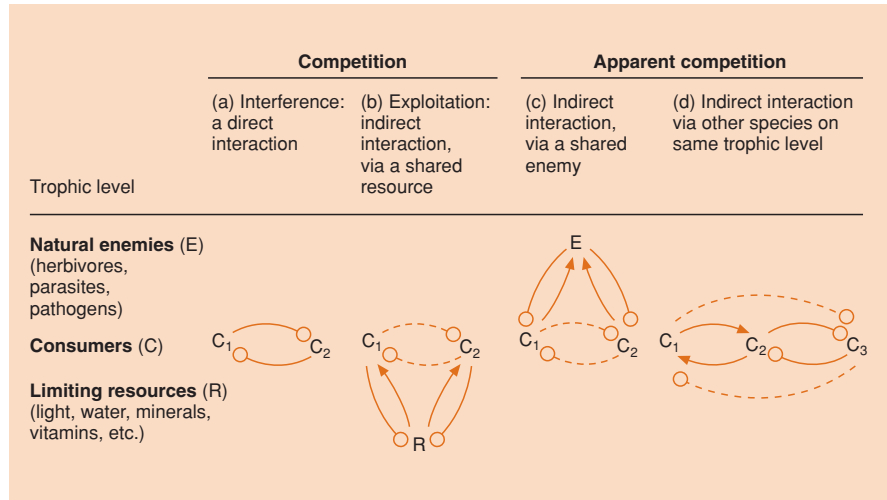 Competition
Apparent competition
(a) Interference:
a direct
interaction
(b) Exploitation:
indirect
interaction,
via a shared
resource
(c) Indirect
interaction,
via a shared
enemy
(d) Indirect interaction
via other species on
same trophic level
Trophic level
Natural enemies (E)
(herbivores,
parasites,
pathogens)
E
Consumers (C)
C1
C2
C1
C2
C1
C2
C1
C2
C3
Limiting resources (R)
(light, water, minerals,
vitamins, etc.)
R